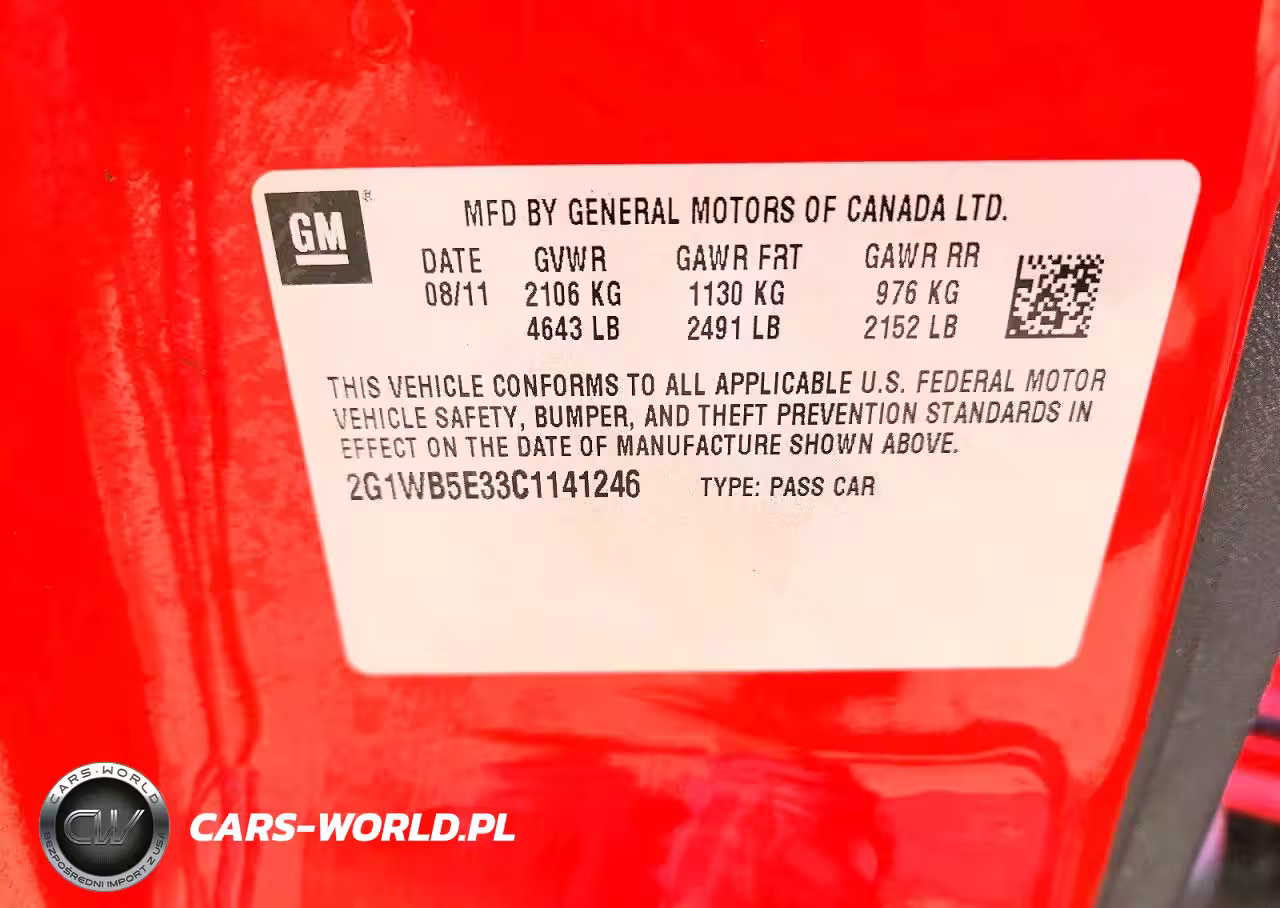 GM ®
MFD BY GENERAL MOTORS OF CANADA LTD.
DATE GVWR GAWR FRT GAWR RR
08/11 2106 KG 1130 KG 976 KG
4643 LB 2491 LB 2152 LB
THIS VEHICLE CONFORMS TO ALL APPLICABLE U.S. FEDERAL MOTOR
VEHICLE SAFETY, BUMPER, AND THEFT PREVENTION STANDARDS IN
EFFECT ON THE DATE OF MANUFACTURE SHOWN ABOVE.
2G1WB5E33C1141246 TYPE: PASS CAR
CARS-WORLD
CW
BEZPOŚREDNI IMPORT Z USA
CARS-WORLD.PL